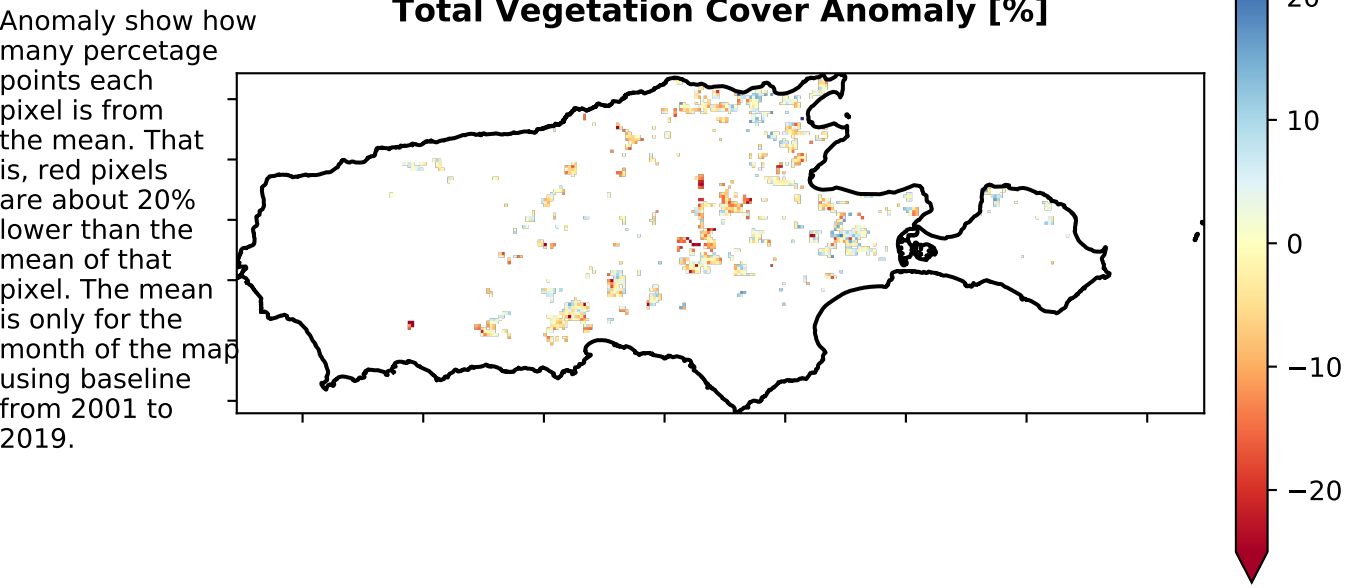 Total Vegetation Cover Anomaly [%]
Anomaly show how
many percetage
points each
pixel is from
the mean. That
is, red pixels
are about 20%
lower than the
mean of that
pixel. The mean
is only for the
month of the map
using baseline
from 2001 to
2019.
20
10
0
−10
−20